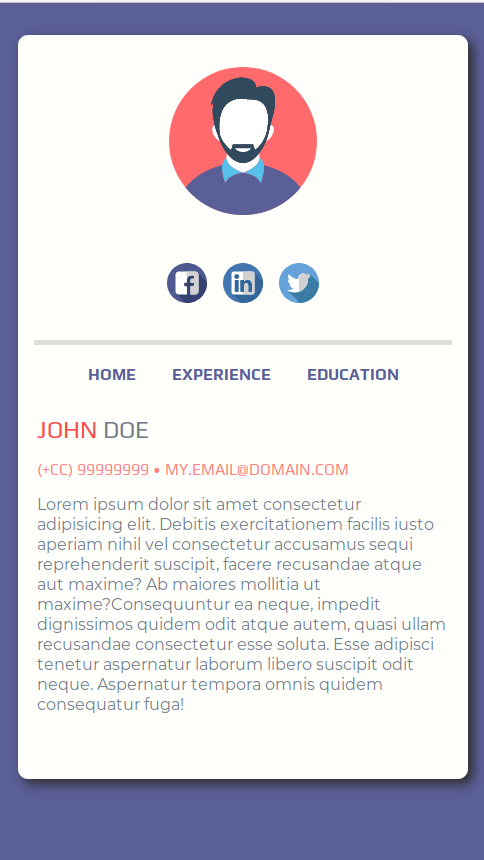 in
HOME EXPERIENCE EDUCATION
JOHN DOE
(+CC) 99999999 • MY.EMAIL@DOMAIN.COM
Lorem ipsum dolor sit amet consectetur
adipisicing elit. Debitis exercitationem facilis iusto
aperiam nihil vel consectetur accusamus sequi
reprehenderit suscipit, facere recusandae atque
aut maxime? Ab maiores mollitia ut
maxime?Consequuntur ea neque, impedit
dignissimos quidem odit atque autem, quasi ullam
recusandae consectetur esse soluta. Esse adipisci
tenetur aspernatur laborum libero suscipit odit
neque. Aspernatur tempora omnis quidem
consequatur fuga!